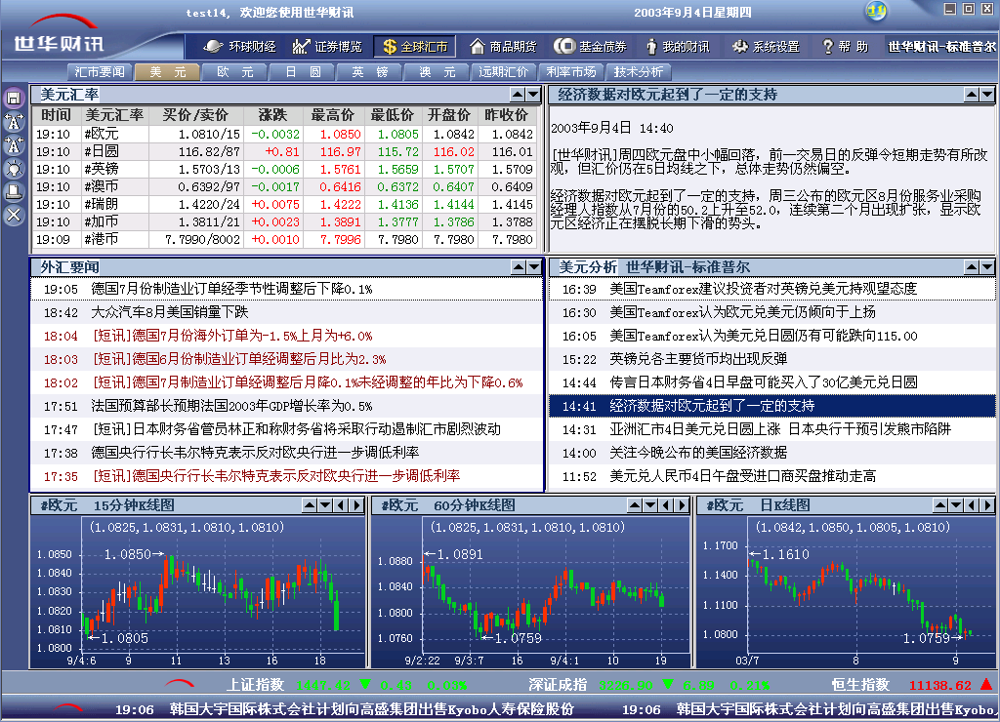 test14, 欢迎您使用世华财讯 2003年9月4日星期四
世华财讯
环球财经 证券博览 全球汇市 商品期货 基金债券 我的财讯 系统设置 帮 助 世华财讯-标准普尔
汇市要闻 美 元 欧 元 日 圆 英 镑 澳 元 远期汇价 利率市场 技术分析
美元汇率
时间 美元汇率 买价/卖价 涨跌 最高价 最低价 开盘价 昨收价
19:10 #欧元 1.0810/15 -0.0032 1.0850 1.0805 1.0842 1.0842
19:10 #日圆 116.82/87 +0.81 116.97 115.72 116.02 116.01
19:10 #英镑 1.5703/13 -0.0006 1.5761 1.5659 1.5707 1.5709
19:10 #澳币 0.6392/97 -0.0017 0.6416 0.6372 0.6407 0.6409
19:10 #瑞朗 1.4220/24 +0.0075 1.4222 1.4136 1.4144 1.4145
19:10 #加币 1.3811/21 +0.0023 1.3891 1.3777 1.3786 1.3788
19:09 #港币 7.7990/8002 +0.0010 7.7996 7.7980 7.7980 7.7980
经济数据对欧元起到了一定的支持
2003年9月4日 14:40
[世华财讯]周四欧元盘中小幅回落，前一交易日的反弹令短期走势有所改
观，但汇价仍在5日均线之下，总体走势仍然偏空。
经济数据对欧元起到了一定的支持，周三公布的欧元区8月份服务业采购
经理人指数从7月份的50.2上升至52.0，连续第二个月出现扩张，显示欧
元区经济正在摆脱长期下滑的势头。
外汇要闻
19:05 德国7月份制造业订单经季节性调整后下降0.1%
18:42 大众汽车8月美国销量下跌
18:04 [短讯]德国7月份海外订单为-1.5%上月为+6.0%
18:03 [短讯]德国6月份制造业订单经调整后月比为2.3%
18:02 [短讯]德国7月制造业订单经调整后月降0.1%未经调整的年比为下降0.6%
17:51 法国预算部长预期法国2003年GDP增长率为0.5%
17:47 [短讯]日本财务省管员林正和称财务省将采取行动遏制汇市剧烈波动
17:38 德国央行行长韦尔特克表示反对欧央行进一步调低利率
17:35 [短讯]德国央行行长韦尔特克表示反对欧央行进一步调低利率
美元分析 世华财讯-标准普尔
16:39 美国Teamforex建议投资者对英镑兑美元持观望态度
16:30 美国Teamforex认为欧元兑美元仍倾向于上扬
16:05 美国Teamforex认为美元兑日圆仍有可能跌向115.00
15:22 英镑兑各主要货币均出现反弹
14:44 传言日本财务省4日早盘可能买入了30亿美元兑日圆
14:41 经济数据对欧元起到了一定的支持
14:31 亚洲汇市4日美元兑日圆上涨 日本央行干预引发熊市陷阱
14:00 关注今晚公布的美国经济数据
11:52 美元兑人民币4日午盘受进口商买盘推动走高
#欧元 15分钟K线图
(1.0825,1.0831,1.0810,1.0810)
1.0850
1.0850
1.0840
1.0830
1.0820
1.0810
1.0800
1.0805
9/4:6 9 11 13 16 18
#欧元 60分钟K线图
(1.0825,1.0831,1.0810,1.0810)
1.0891
1.0880
1.0840
1.0800
1.0760
1.0759
9/2:22 9/3:7 16 9/4:1 10 19
#欧元 日K线图
(1.0842,1.0850,1.0805,1.0810)
1.1700
1.1610
1.1400
1.1100
1.0800
1.0759
03/7 8 9
上证指数 深证成指 恒生指数 11138.62
19:06 韩国大宇国际株式会社计划向高盛集团出售Kyobo人寿保险股份 19:06 韩国大宇国际株式会社计划向高盛集团出售Kyobo人